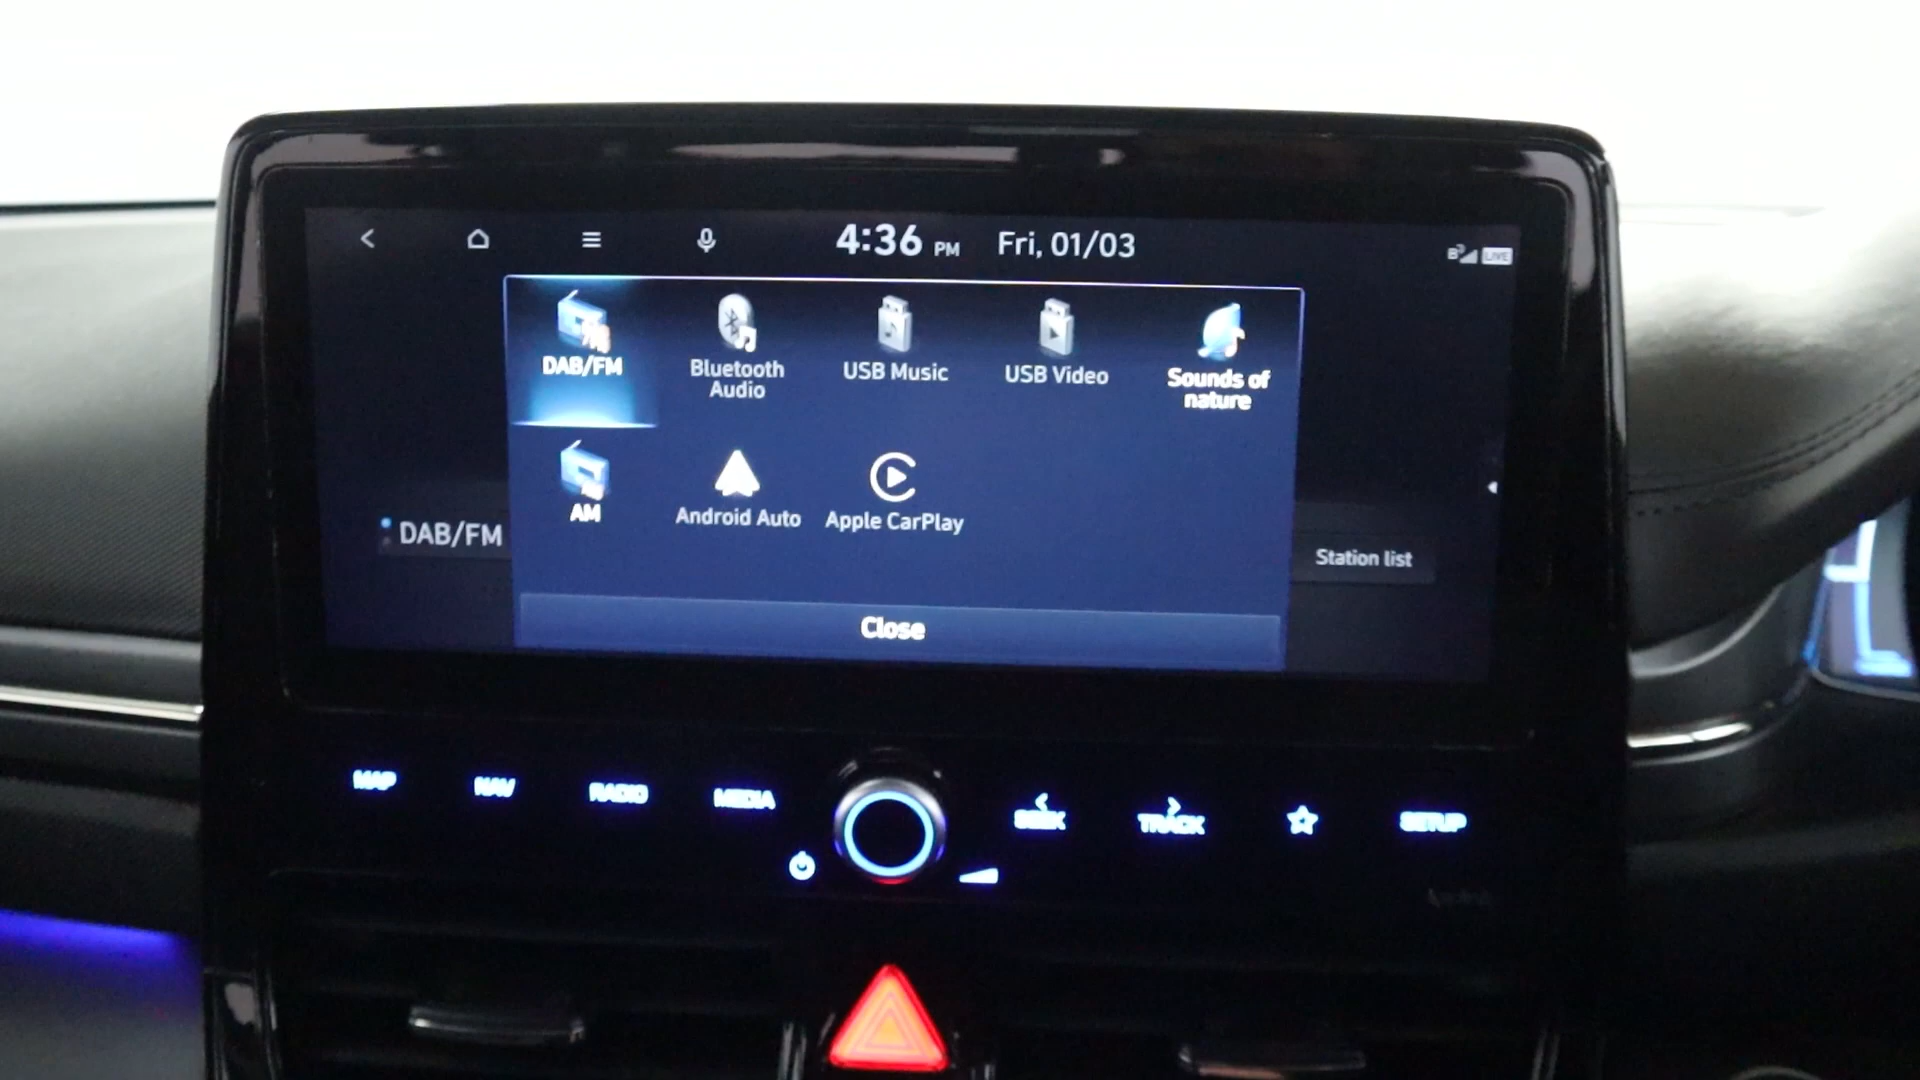 4:36 PM Fri, 01/03
LIVE
DAB/FM
Bluetooth
Audio
USB Music
USB Video
Sounds of
nature
AM
Android Auto
Apple CarPlay
DAB/FM
Station list
Close
MAP
NAV
RADIO
MEDIA
SEEK
TRACK
SETUP